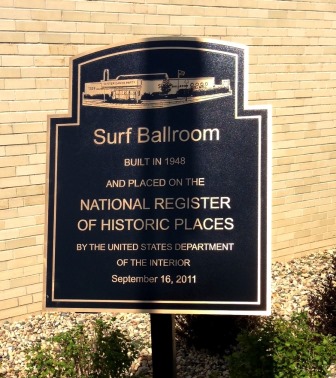 Surf Ballroom
BUILT IN 1948
AND PLACED ON THE
NATIONAL REGISTER
OF HISTORIC PLACES
BY THE UNITED STATES DEPARTMENT
OF THE INTERIOR
September 16, 2011